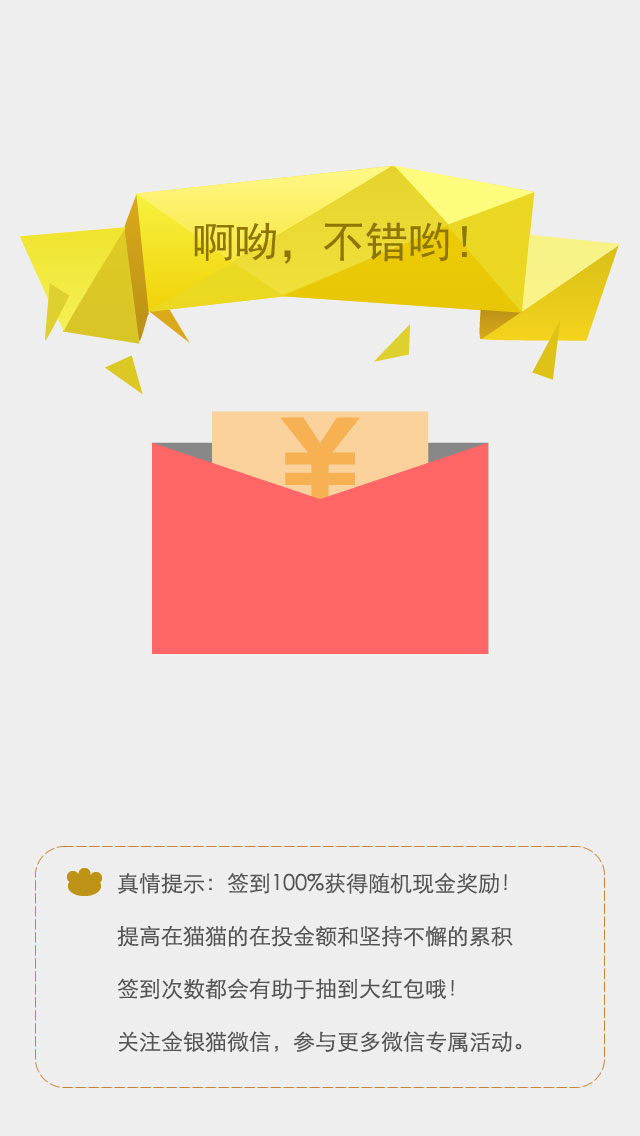 啊呦，不错哟！
¥
真情提示：签到100%获得随机现金奖励！
提高在猫猫的在投金额和坚持不懈的累积
签到次数都会有助于抽到大红包哦！
关注金银猫微信，参与更多微信专属活动。